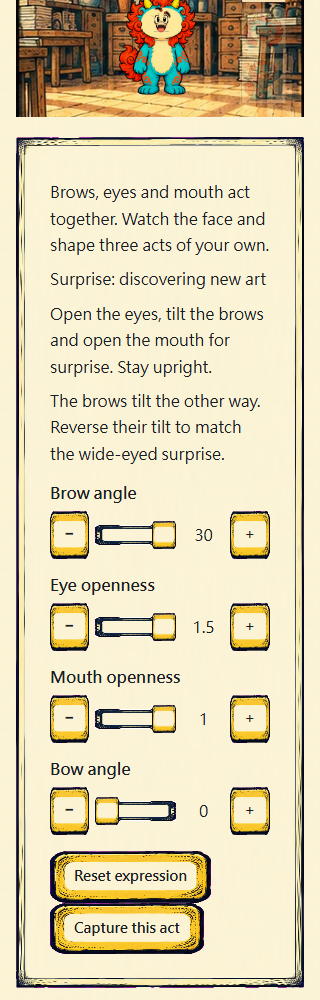 Brows, eyes and mouth act
together. Watch the face and
shape three acts of your own.
Surprise: discovering new art
Open the eyes, tilt the brows
and open the mouth for
surprise. Stay upright.
The brows tilt the other way.
Reverse their tilt to match
the wide-eyed surprise.
Brow angle
− 30 +
Eye openness
− 1.5 +
Mouth openness
− 1 +
Bow angle
− 0 +
Reset expression
Capture this act